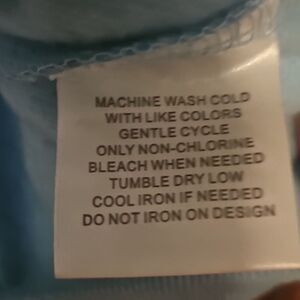 MACHINE WASH COLD
WITH LIKE COLORS
GENTLE CYCLE
ONLY NON-CHLORINE
BLEACH WHEN NEEDED
TUMBLE DRY LOW
COOL IRON IF NEEDED
DO NOT IRON ON DESIGN